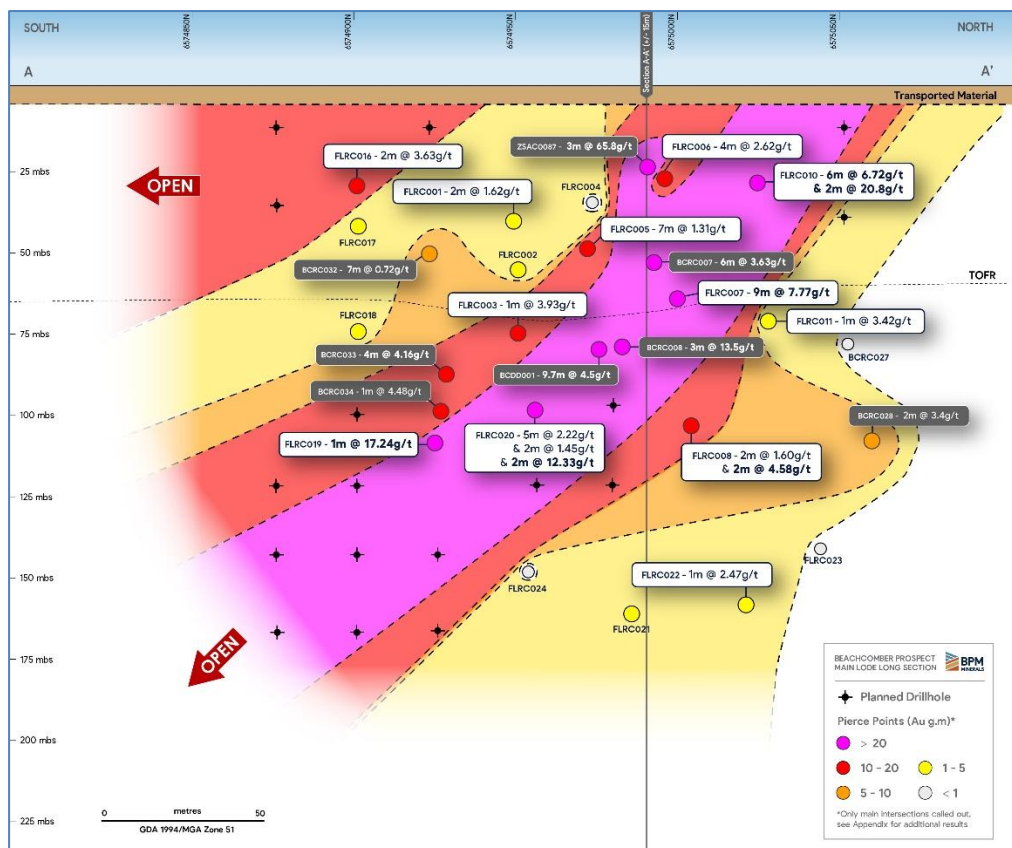 SOUTH
6574850N
6574900N
6574950N
Section A-A' (+/- 15m)
6575000N
6575050N
NORTH
A
A'
Transported Material
ZSAC0087 - 3m @ 65.8g/t
FLRC006 - 4m @ 2.62g/t
FLRC016 - 2m @ 3.63g/t
FLRC010 - 6m @ 6.72g/t
& 2m @ 20.8g/t
25 mbs
OPEN
FLRC001 - 2m @ 1.62g/t
FLRC004
FLRC017
FLRC005 - 7m @ 1.31g/t
50 mbs
FLRC002
BCRC032 - 7m @ 0.72g/t
BCRC007 - 6m @ 3.63g/t
TOFR
FLRC007 - 9m @ 7.77g/t
FLRC003 - 1m @ 3.93g/t
FLRC018
FLRC011 - 1m @ 3.42g/t
75 mbs
BCRC008 - 3m @ 13.5g/t
BCRC027
BCRC033 - 4m @ 4.16g/t
ECDD001 - 9.7m @ 4.5g/t
BCRC034 - 1m @ 4.48g/t
100 mbs
BCRC028 - 2m @ 3.4g/t
FLRC019 - 1m @ 17.24g/t
FLRC020 - 5m @ 2.22g/t
& 2m @ 1.45g/t
& 2m @ 12.33g/t
FLRC008 - 2m @ 1.60g/t
& 2m @ 4.58g/t
125 mbs
150 mbs
FLRC023
FLRC024
FLRC022 - 1m @ 2.47g/t
FLRC021
OPEN
175 mbs
BEACHCOMBER PROSPECT
MAIN LODE LONG SECTION
BPM
MINERALS
Planned Drillhole
Pierce Points (Au g.m)*
> 20
10 - 20
1 - 5
5 - 10
< 1
*Only main intersections called out,
see Appendix for additional results
200 mbs
0 metres 50
GDA 1994/MGA Zone 51
225 mbs